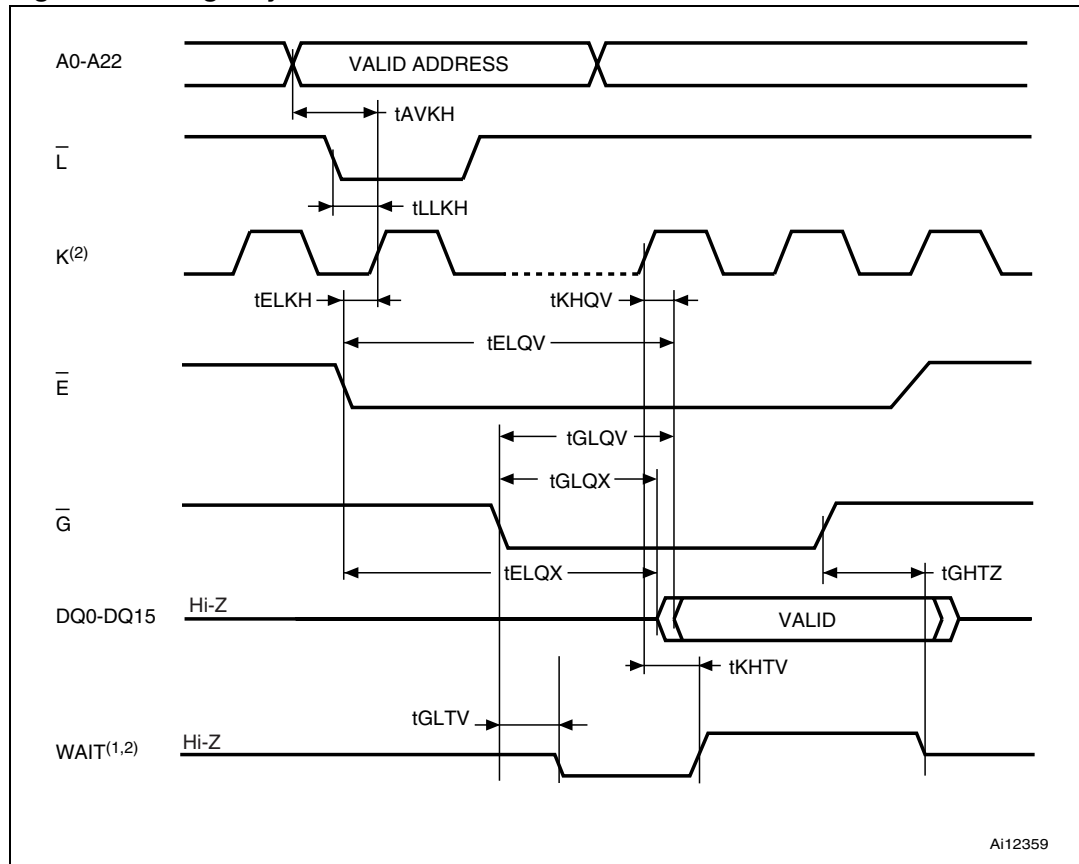 A0-A22
VALID ADDRESS
tAVKH
L̅
tLLKH
K(2)
tELKH
tKHQV
tELQV
E̅
tGLQV
tGLQX
G̅
tELQX
tGHTZ
DQ0-DQ15
Hi-Z
VALID
tKHTV
tGLTV
WAIT(1,2)
Hi-Z
Ai12359